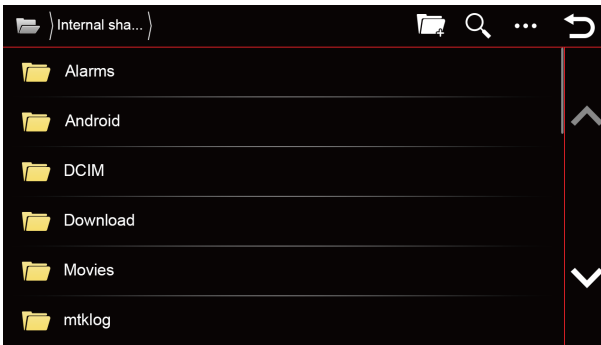 Internal sha...
Alarms
Android
DCIM
Download
Movies
mtklog